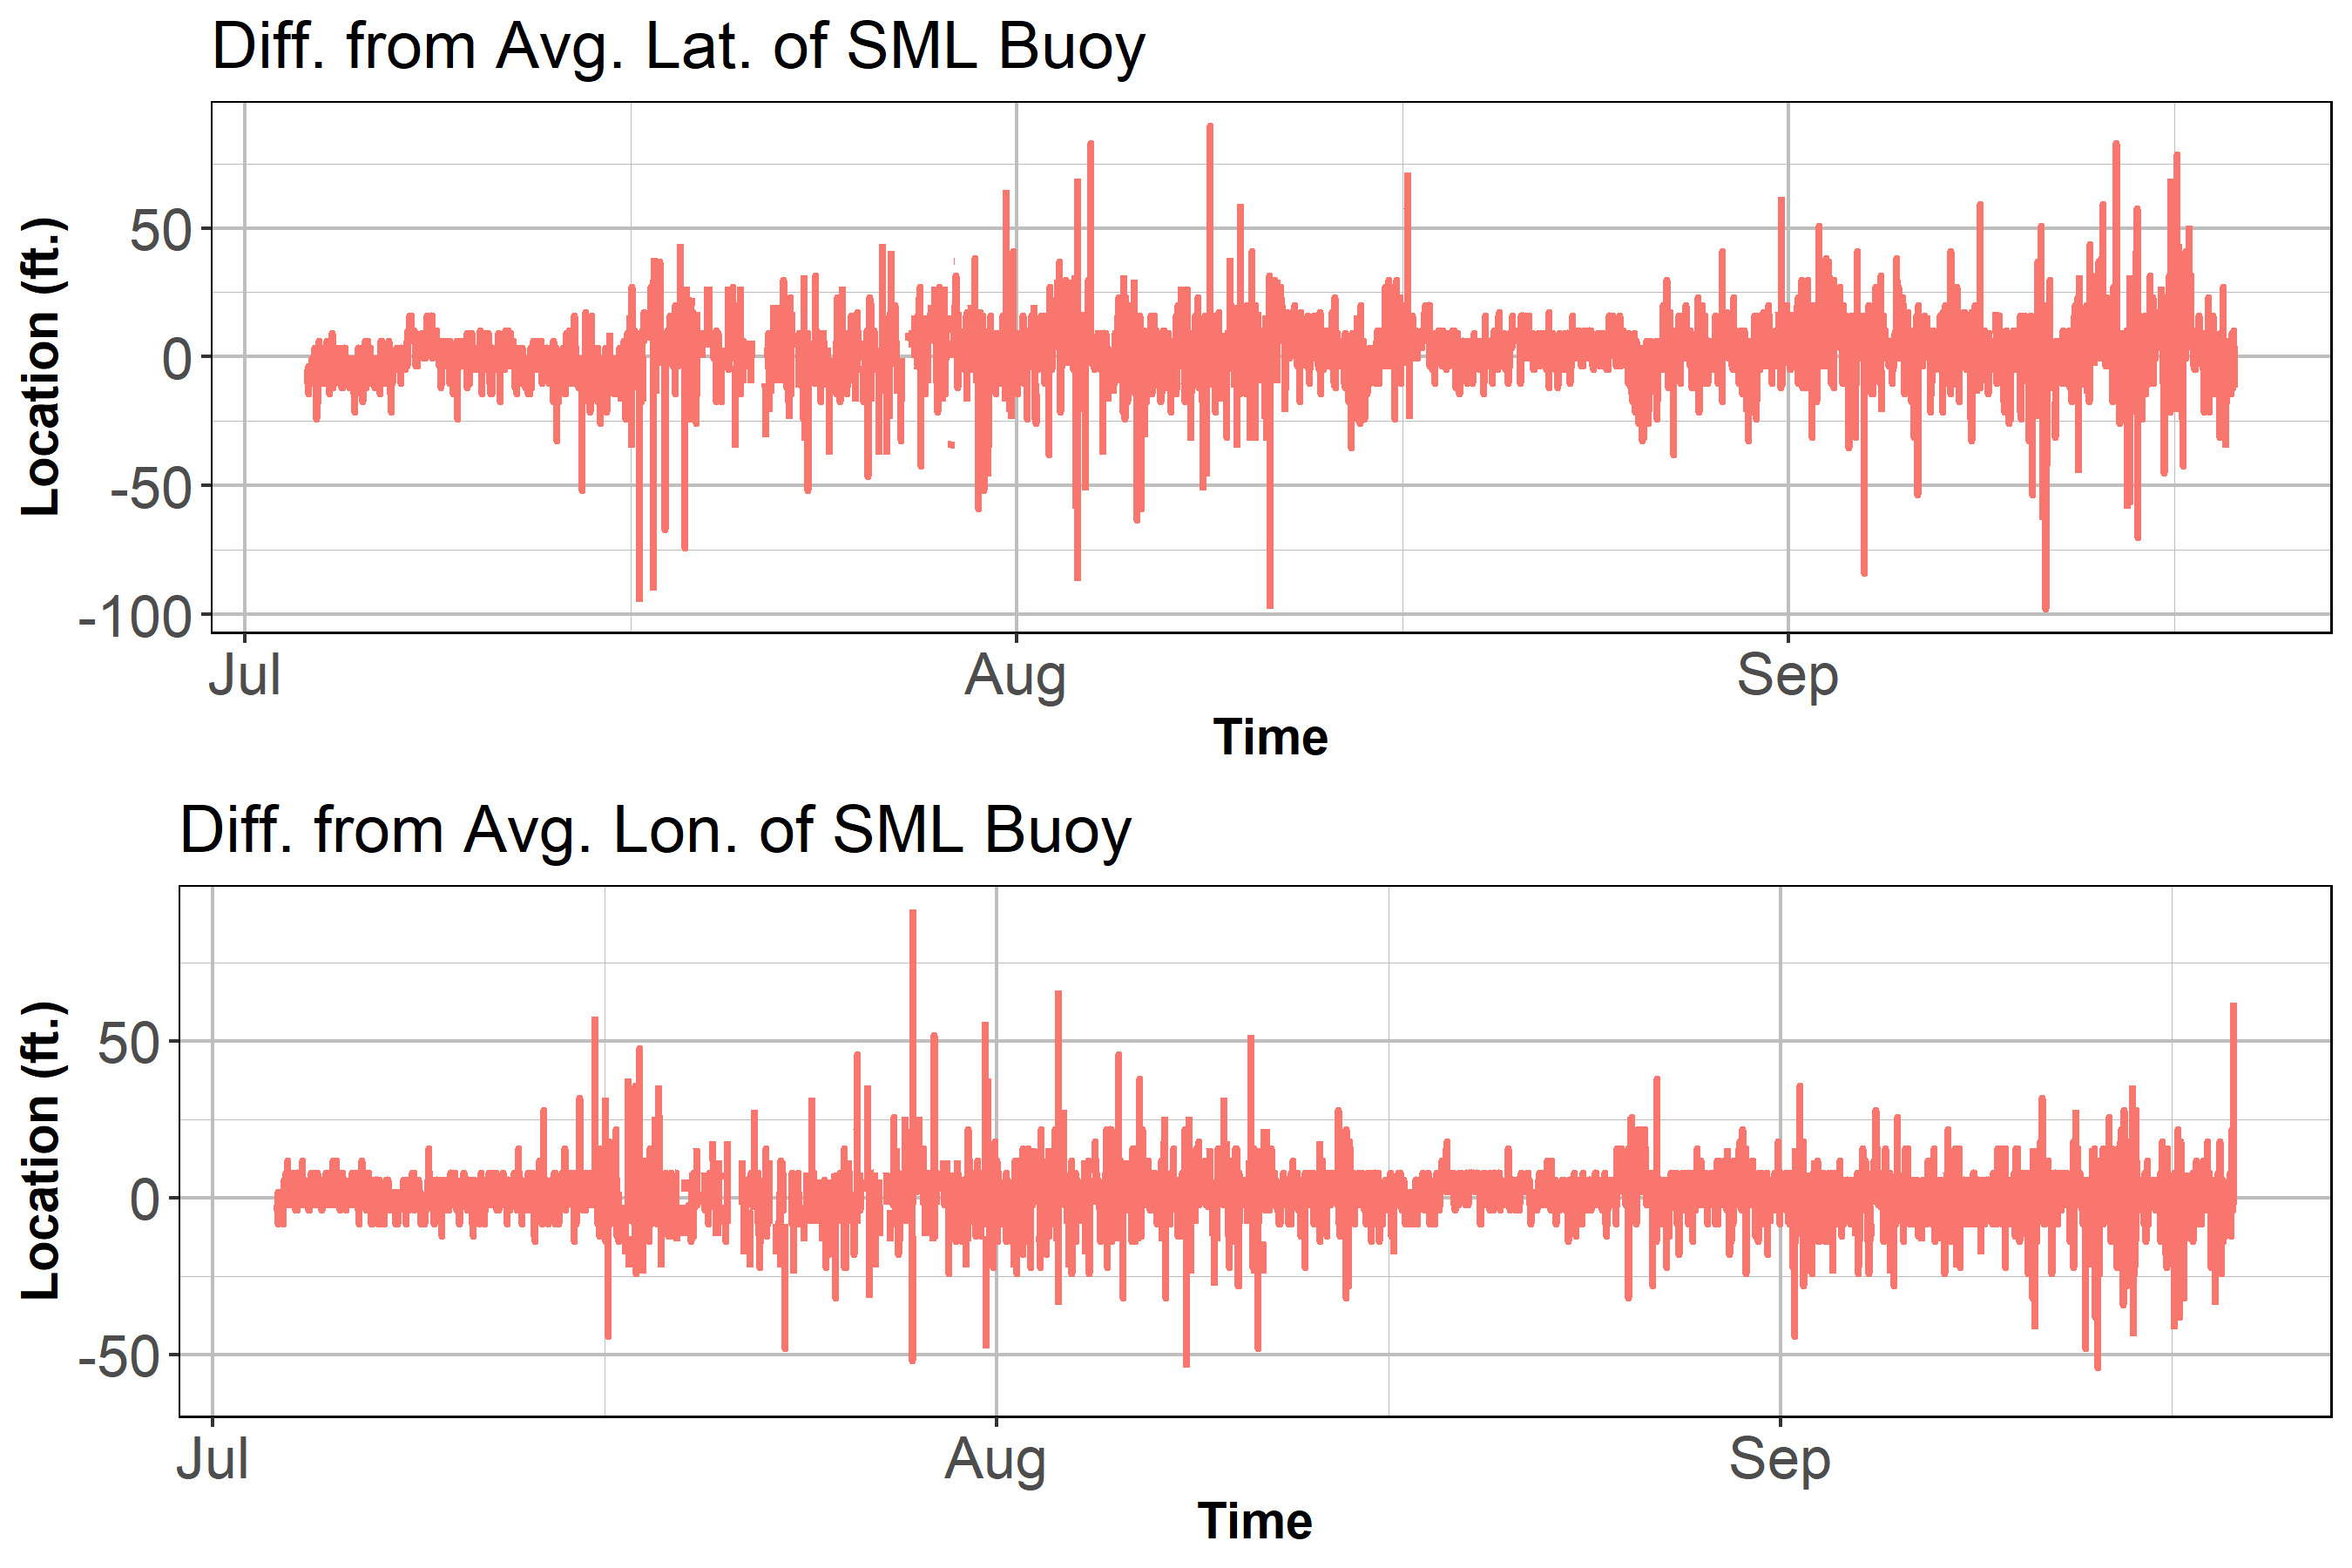 Diff. from Avg. Lat. of SML Buoy
Location (ft.)
50
0
-50
-100
Jul Aug Sep
Time
Diff. from Avg. Lon. of SML Buoy
Location (ft.)
50
0
-50
Jul Aug Sep
Time